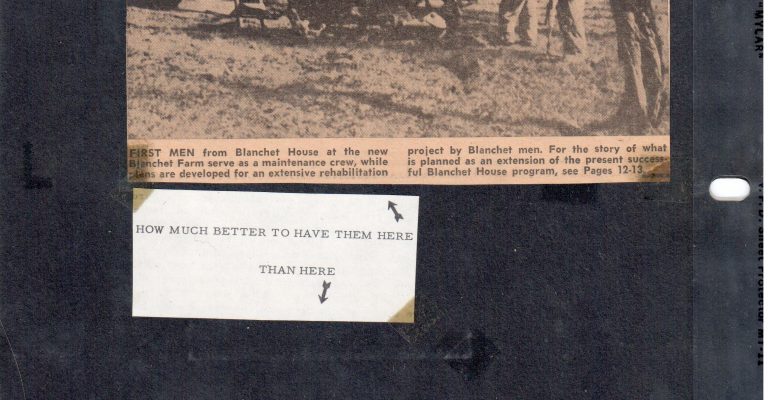 FIRST MEN from Blanchet House at the new
Blanchet Farm serve as a maintenance crew, while
plans are developed for an extensive rehabilitation
project by Blanchet men. For the story of what
is planned as an extension of the present success-
ful Blanchet House program, see Pages 12-13.
HOW MUCH BETTER TO HAVE THEM HERE
THAN HERE
"MYLAR"